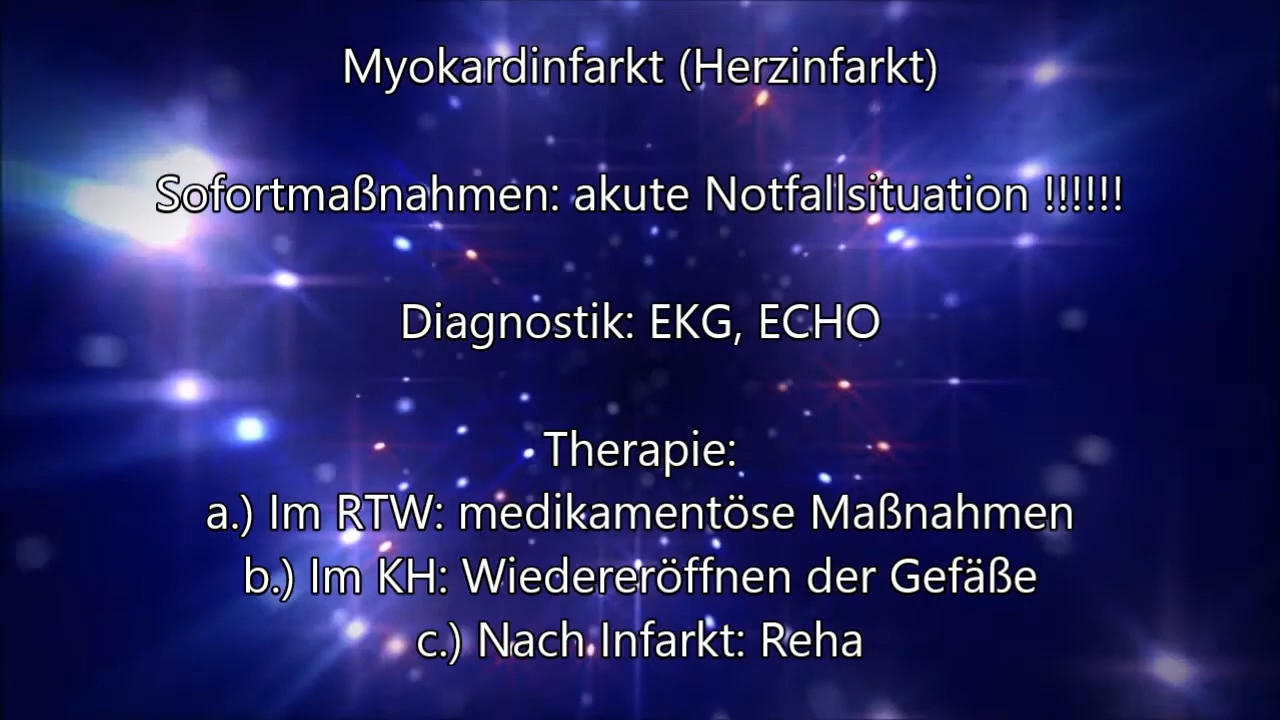 Myokardinfarkt (Herzinfarkt)
Sofortmaßnahmen: akute Notfallsituation !!!!!!
Diagnostik: EKG, ECHO
Therapie:
a.) Im RTW: medikamentöse Maßnahmen
b.) Im KH: Wiedereröffnen der Gefäße
c.) Nach Infarkt: Reha